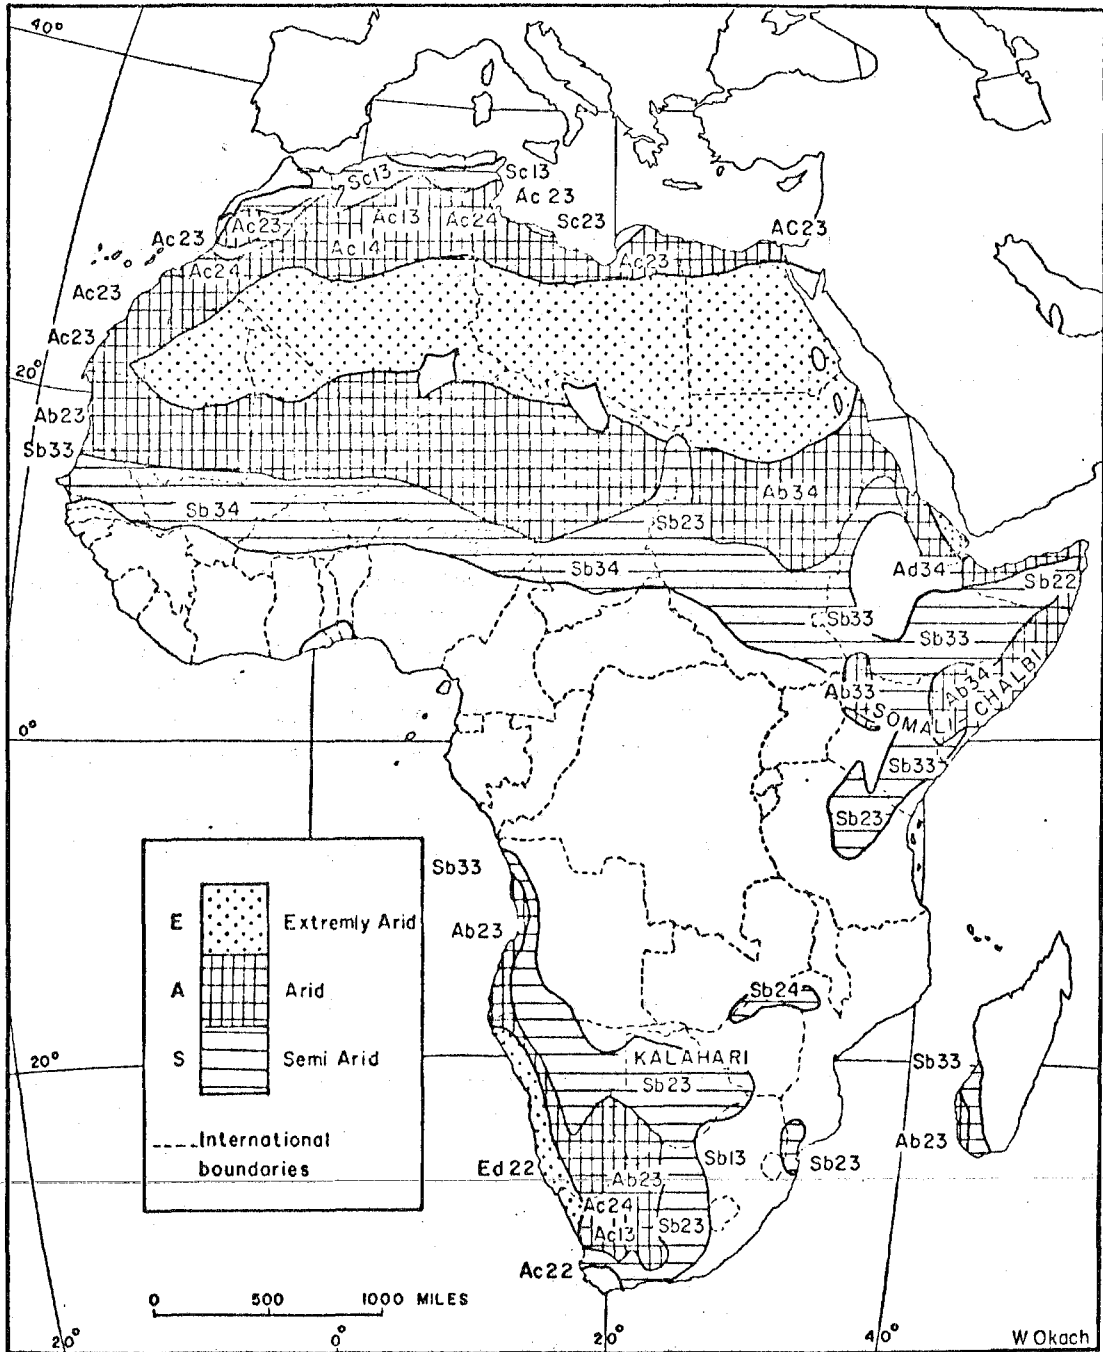 40°
Sc13
Sc13
Ac 23
Sc23
Ac13
Ac24
Ac23
Ac23
AC23
Ac14
Ac23
Ac24
Ac23
Ac23
20°
Ab23
Sb33
Ab34
Sb34
Sb23
Sb34
Ad34
Sb22
Sb33
Sb33
Ab33
Ab34
SOMALI
CHALBI
0°
Sb33
Sb23
Sb33
Ab23
E Extremly Arid
A Arid
S Semi Arid
International
boundaries
Sb24
20°
KALAHARI
Sb23
Sb33
Ab23
Sb13
Sb23
Ed 22
Ab23
Ac24
Ac13
Sb23
Ac22
0 500 1000 MILES
20° 0° 20° 40°
W Okach